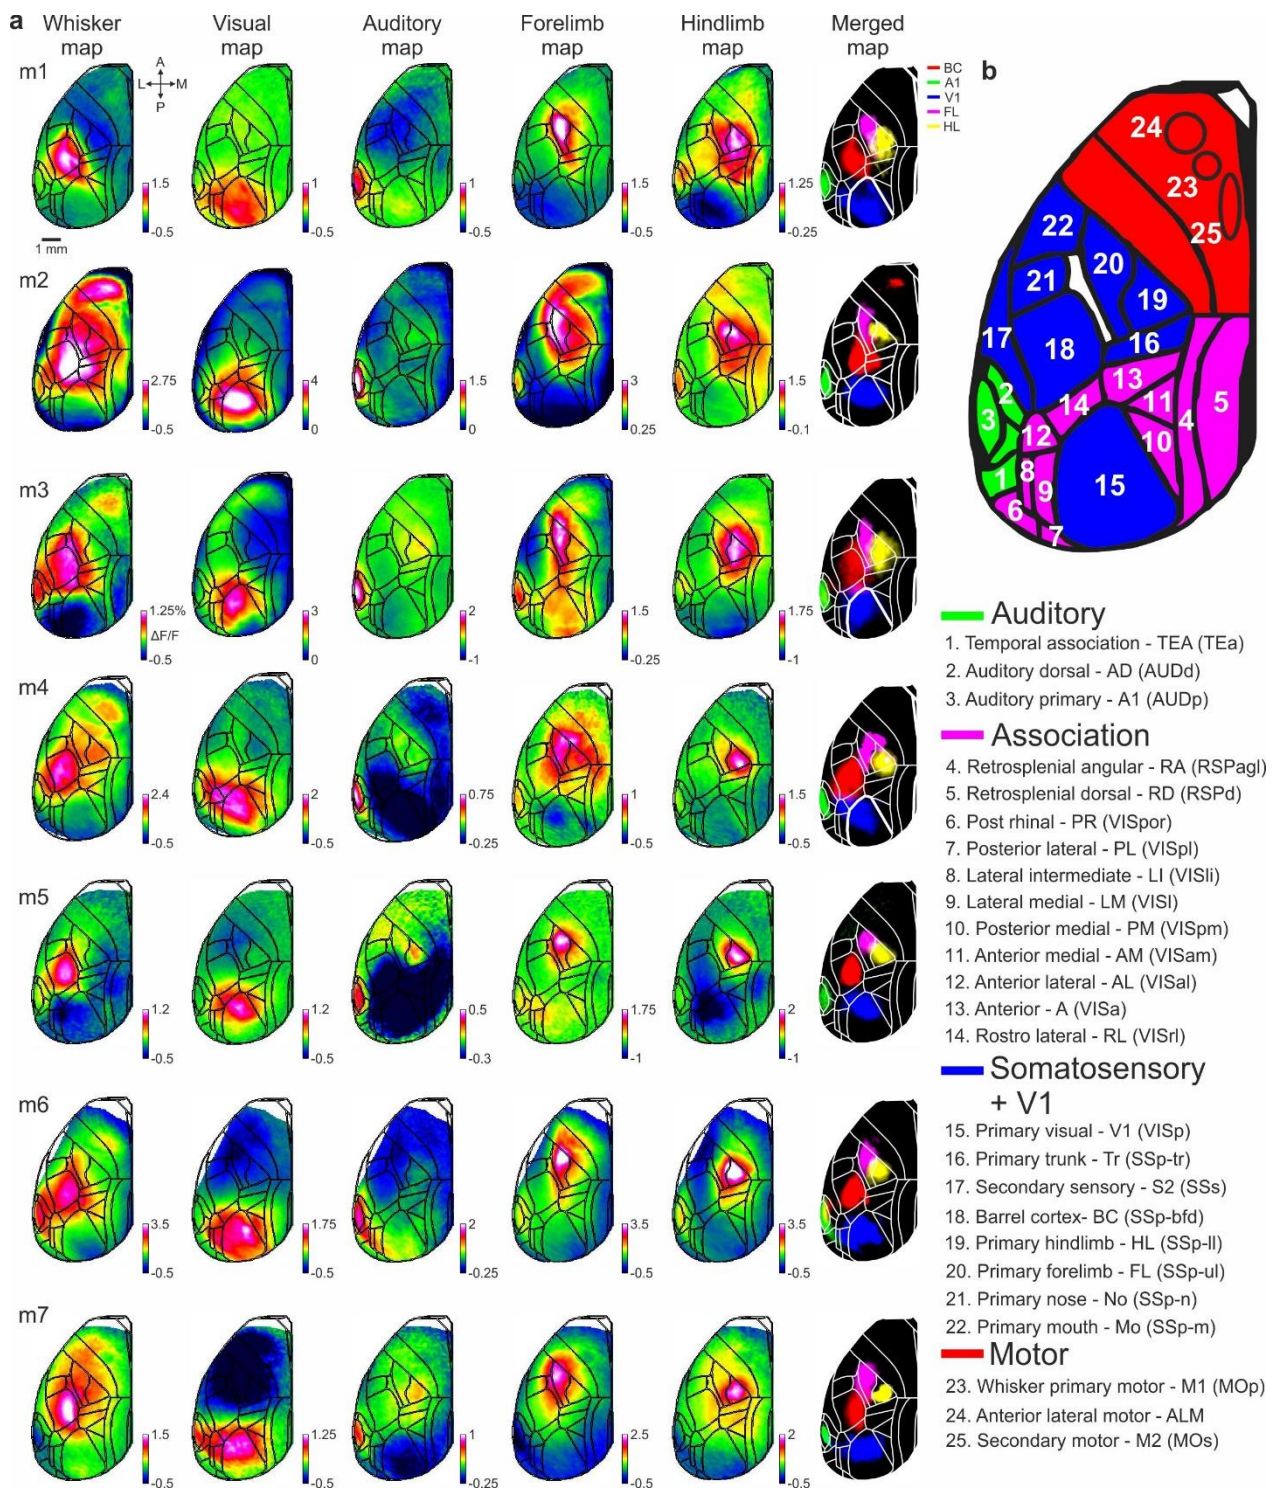 a
Whisker map
Visual map
Auditory map
Forelimb map
Hindlimb map
Merged map
m1
A
L M
P
BC
A1
V1
FL
HL
1.5
-0.5
1
-0.5
1
-0.5
1.5
-0.5
1.25
-0.25
1 mm
m2
2.75
-0.5
4
0
1.5
0
3
0.25
1.5
-0.1
m3
1.25%
ΔF/F
-0.5
3
0
2
-1
1.5
-0.25
1.75
-1
m4
2.4
-0.5
2
-0.5
0.75
-0.25
1
-0.5
1.5
-0.5
m5
1.2
-0.5
1.2
-0.5
0.5
-0.3
1.75
-1
2
-1
m6
3.5
-0.5
1.75
-0.5
2
-0.25
3.5
-0.5
3.5
-0.5
m7
1.5
-0.5
1.25
-0.5
1
-0.25
2.5
-0.5
2
-0.5
b
24
23
25
22
20
21
19
17
18
16
13
2
14
11
3
12
4
5
10
8
1
9
15
6
7
Auditory
1. Temporal association - TEA (TEa)
2. Auditory dorsal - AD (AUDd)
3. Auditory primary - A1 (AUDp)
Association
4. Retrosplenial angular - RA (RSPagl)
5. Retrosplenial dorsal - RD (RSPd)
6. Post rhinal - PR (VISpor)
7. Posterior lateral - PL (VISpl)
8. Lateral intermediate - LI (VISli)
9. Lateral medial - LM (VISl)
10. Posterior medial - PM (VISpm)
11. Anterior medial - AM (VISam)
12. Anterior lateral - AL (VISal)
13. Anterior - A (VISa)
14. Rostro lateral - RL (VISrl)
Somatosensory
+ V1
15. Primary visual - V1 (VISp)
16. Primary trunk - Tr (SSp-tr)
17. Secondary sensory - S2 (SSs)
18. Barrel cortex- BC (SSp-bfd)
19. Primary hindlimb - HL (SSp-ll)
20. Primary forelimb - FL (SSp-ul)
21. Primary nose - No (SSp-n)
22. Primary mouth - Mo (SSp-m)
Motor
23. Whisker primary motor - M1 (MOp)
24. Anterior lateral motor - ALM
25. Secondary motor - M2 (MOs)